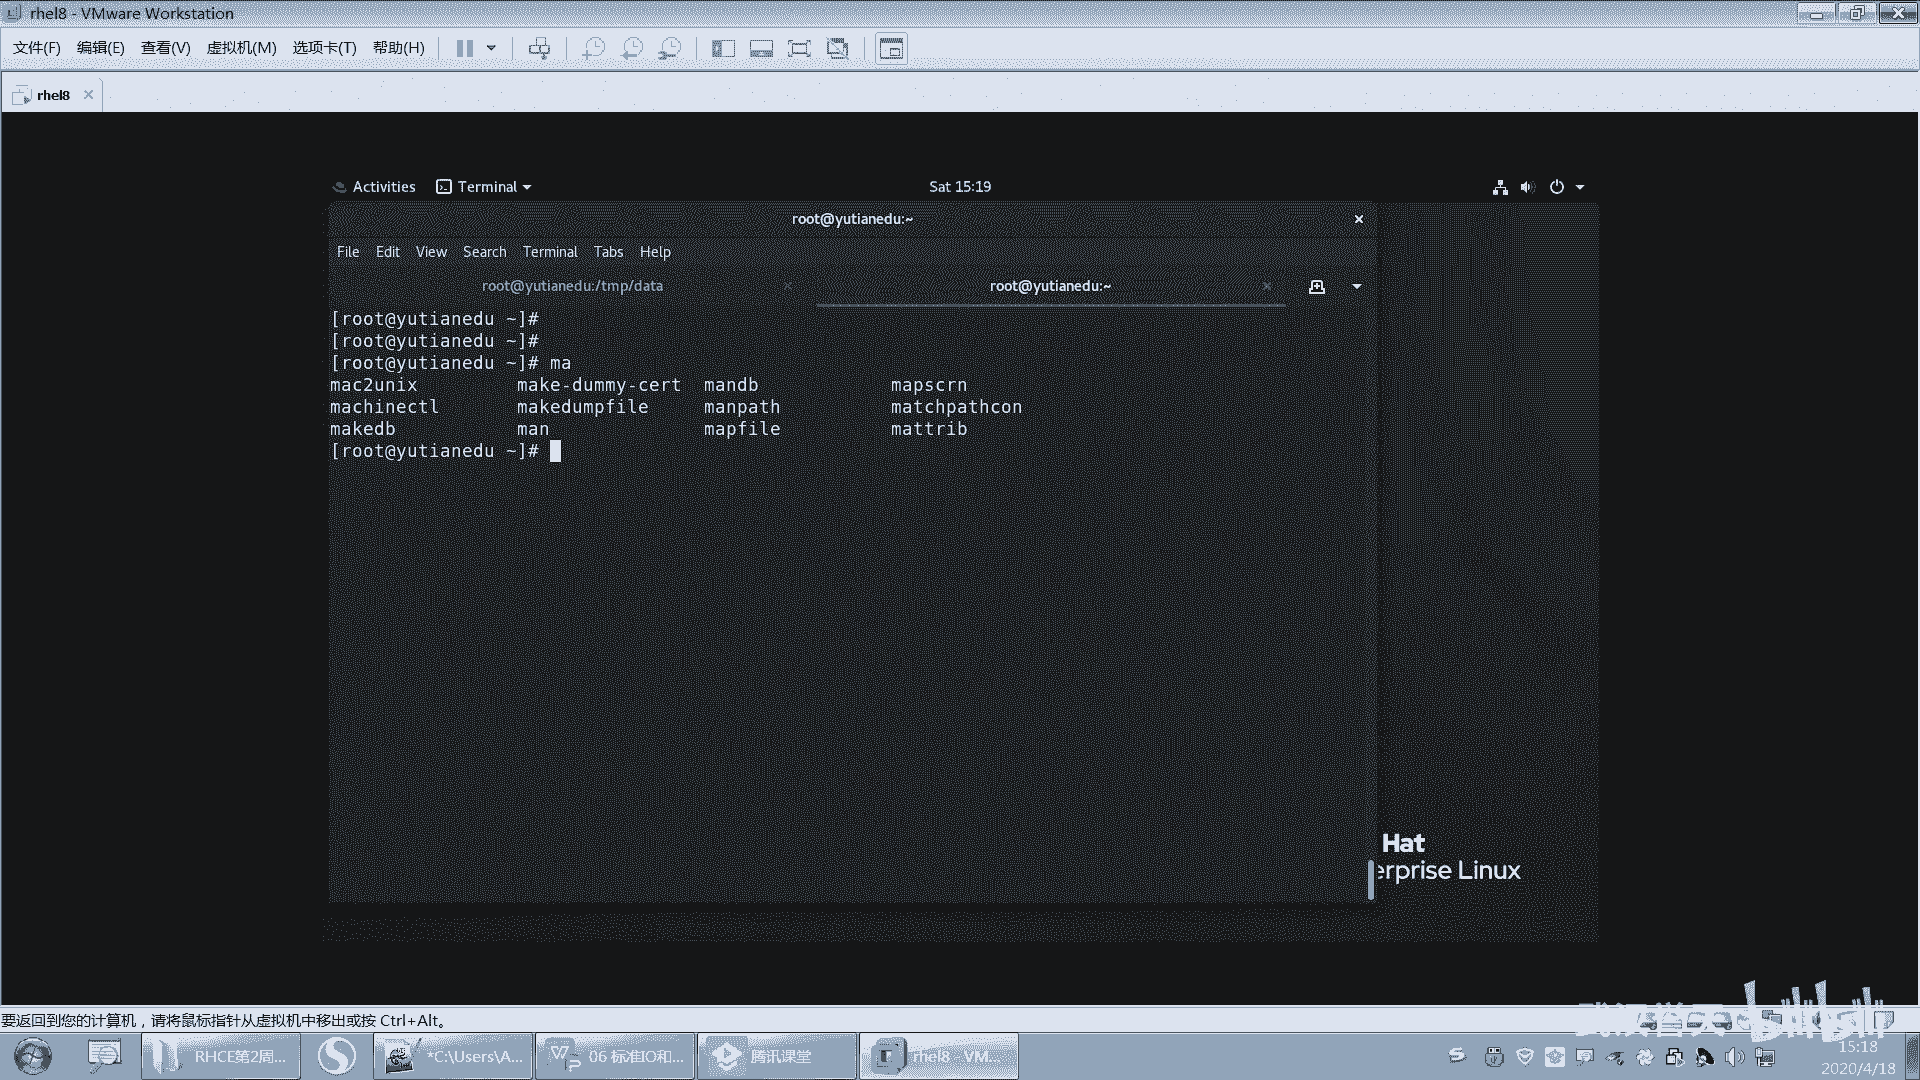 rhel8 - VMware Workstation
文件(F) 编辑(E) 查看(V) 虚拟机(M) 选项卡(T) 帮助(H)
rhel8
Activities Terminal Sat 15:19
root@yutianedu:~
File Edit View Search Terminal Tabs Help
root@yutianedu:/tmp/data root@yutianedu:~
[root@yutianedu ~]#
[root@yutianedu ~]#
[root@yutianedu ~]# ma
mac2unix make-dummy-cert mandb mapscrn
machinectl makedumpfile manpath matchpathcon
makedb man mapfile mattrib
[root@yutianedu ~]#
Hat
erprise Linux
要返回到您的计算机，请将鼠标指针从虚拟机中移出或按 Ctrl+Alt。
RHCE第2周... *C:\Users\A... 06 标准IO和... 腾讯课堂 rhel8 - VM...
15:18
2020/4/18